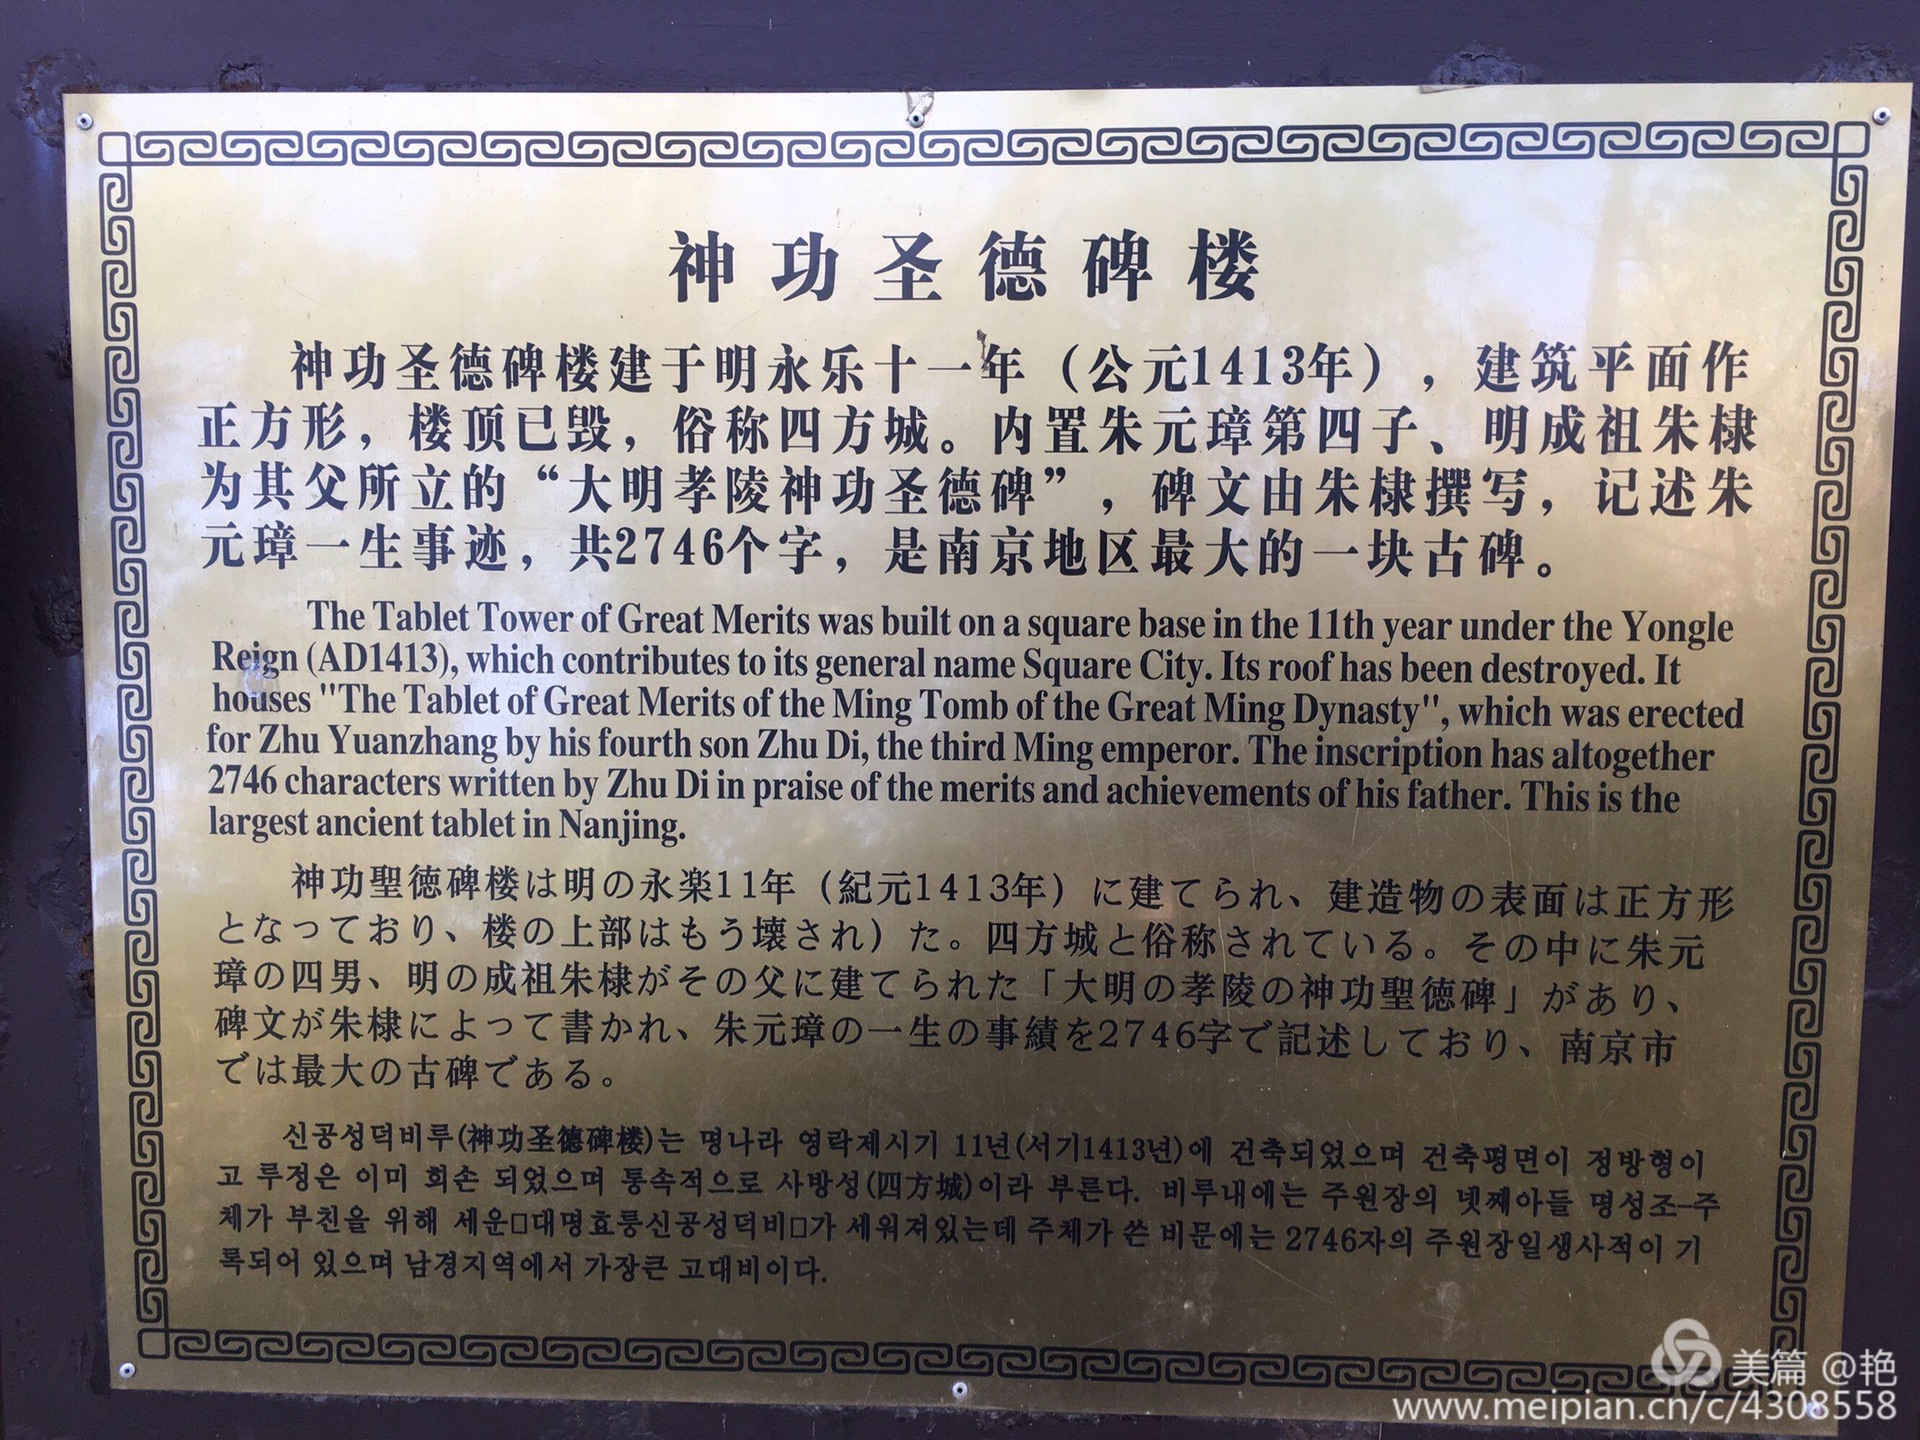 神功圣德碑楼
神功圣德碑楼建于明永乐十一年（公元1413年），建筑平面作
正方形，楼顶已毁，俗称四方城。内置朱元璋第四子、明成祖朱棣
为其父所立的“大明孝陵神功圣德碑”，碑文由朱棣撰写，记述朱
元璋一生事迹，共2746个字，是南京地区最大的一块古碑。
The Tablet Tower of Great Merits was built on a square base in the 11th year under the Yongle
Reign (AD1413), which contributes to its general name Square City. Its roof has been destroyed. It
houses "The Tablet of Great Merits of the Ming Tomb of the Great Ming Dynasty", which was erected
for Zhu Yuanzhang by his fourth son Zhu Di, the third Ming emperor. The inscription has altogether
2746 characters written by Zhu Di in praise of the merits and achievements of his father. This is the
largest ancient tablet in Nanjing.
神功聖徳碑楼は明の永楽11年（紀元1413年）に建てられ、建造物の表面は正方形
となっており、楼の上部はもう壊され）た。四方城と俗称されている。その中に朱元
璋の四男、明の成祖朱棣がその父に建てられた「大明の孝陵の神功聖徳碑」があり、
碑文が朱棣によって書かれ、朱元璋の一生の事績を2746字で記述しており、南京市
では最大の古碑である。
신공성덕비루(神功圣德碑楼)는 명나라 영락제시기 11년(서기1413년)에 건축되었으며 건축평면이 정방형이
고 루정은 이미 회손 되었으며 통속적으로 사방성(四方城)이라 부른다. 비루내에는 주원장의 넷째아들 명성조-주
체가 부친을 위해 세운□대명효릉신공성덕비□가 세워져있는데 주체가 쓴 비문에는 2746자의 주원장일생사적이 기
록되어 있으며 남경지역에서 가장큰 고대비이다.
美篇 @艳
www.meipian.cn/c/4308558